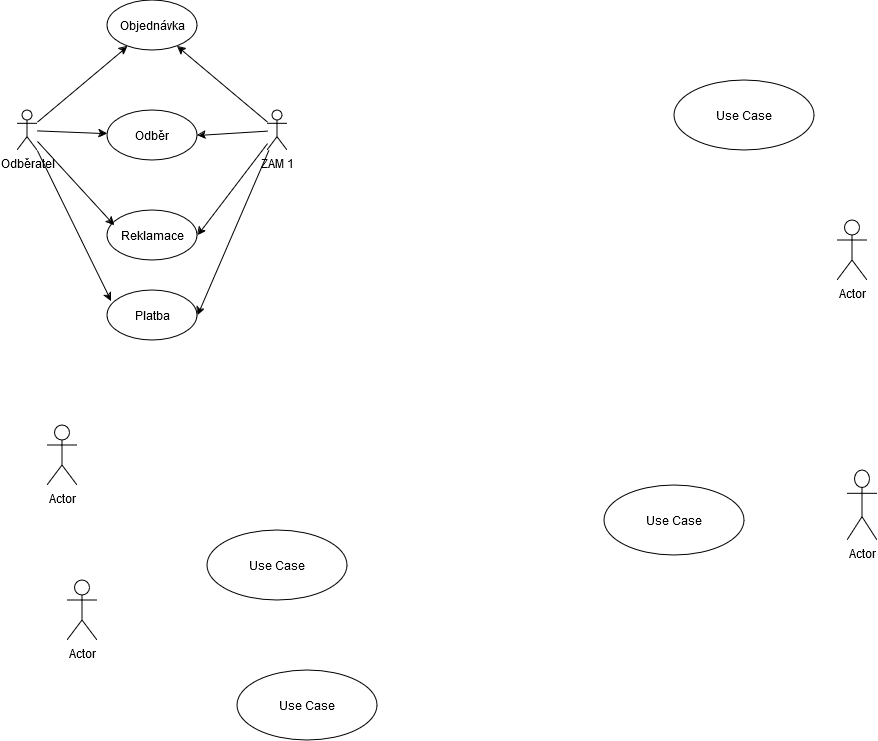 Objednávka
Odběr
Odběratel
ZAM 1
Reklamace
Platba
Use Case
Actor
Actor
Use Case
Actor
Use Case
Actor
Use Case